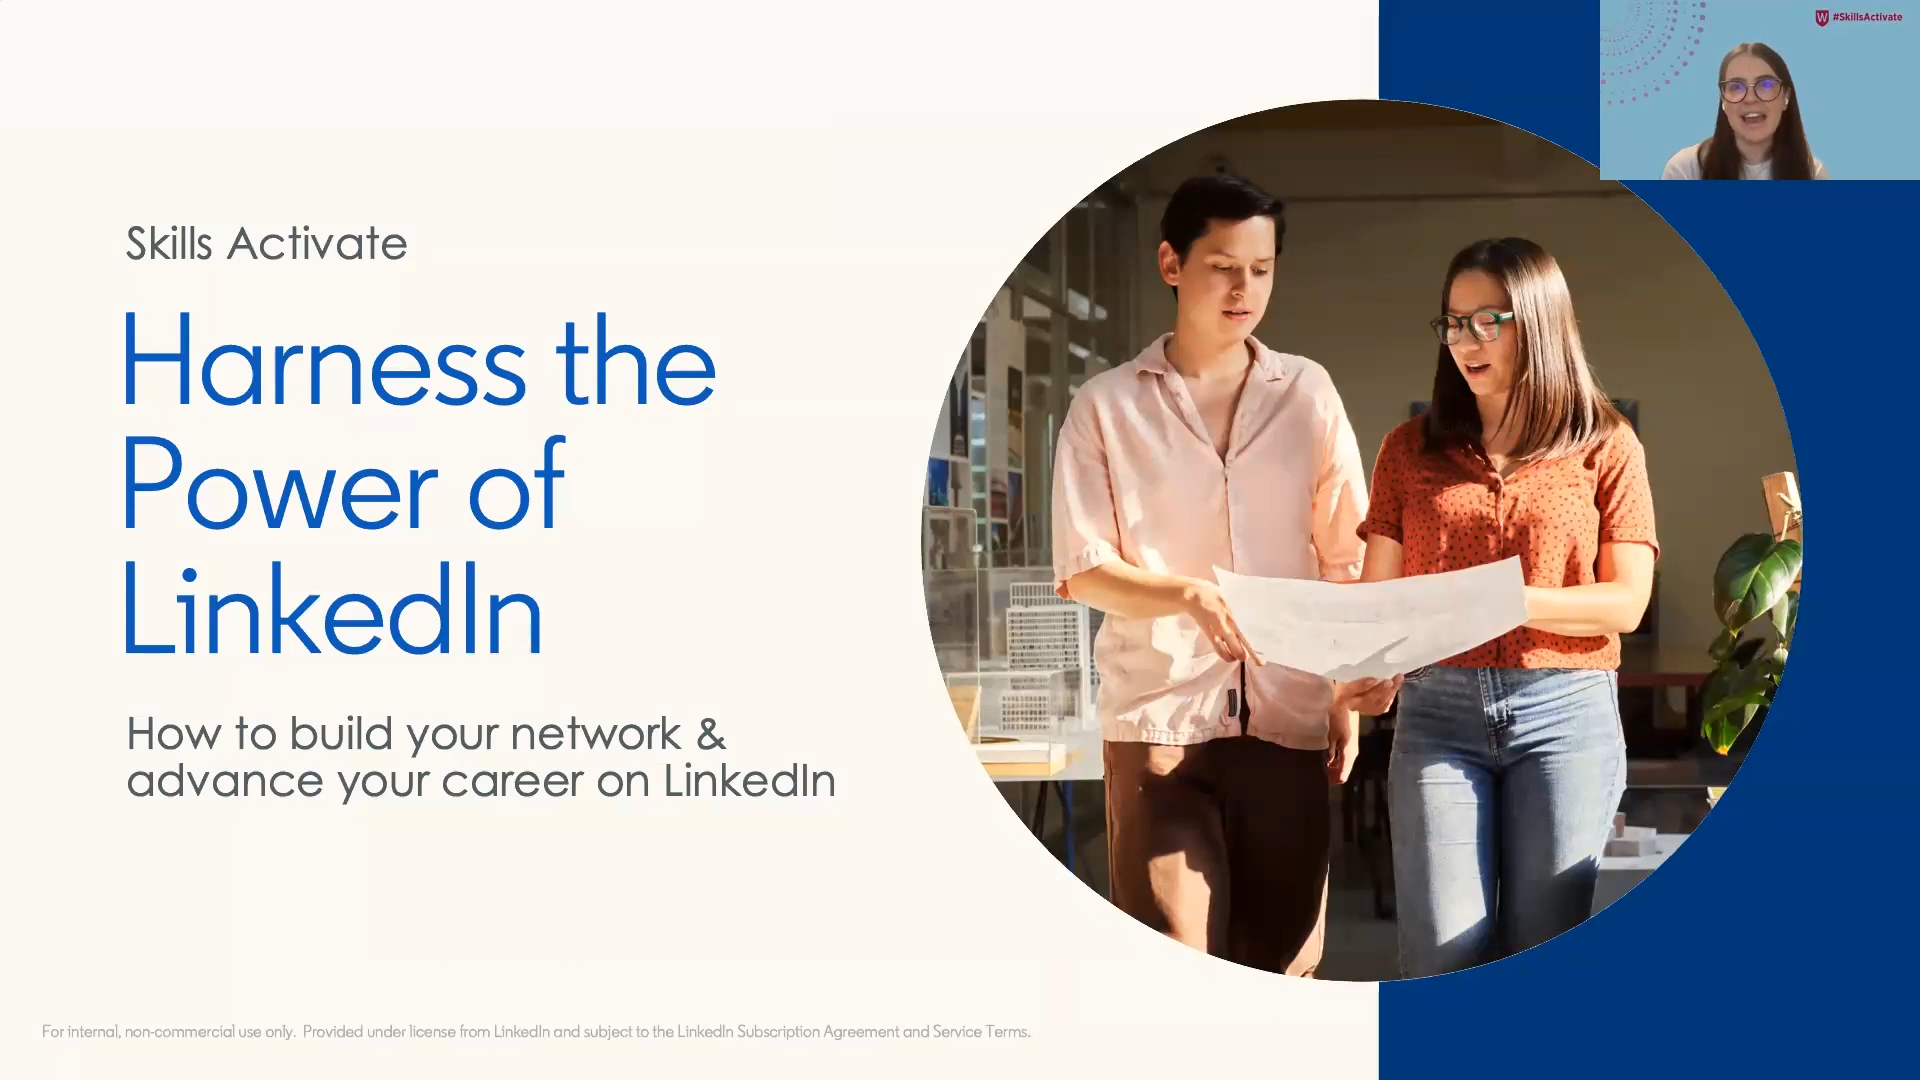 W #SkillsActivate
Skills Activate
Harness the
Power of
LinkedIn
How to build your network &
advance your career on LinkedIn
For internal, non-commercial use only. Provided under license from LinkedIn and subject to the LinkedIn Subscription Agreement and Service Terms.